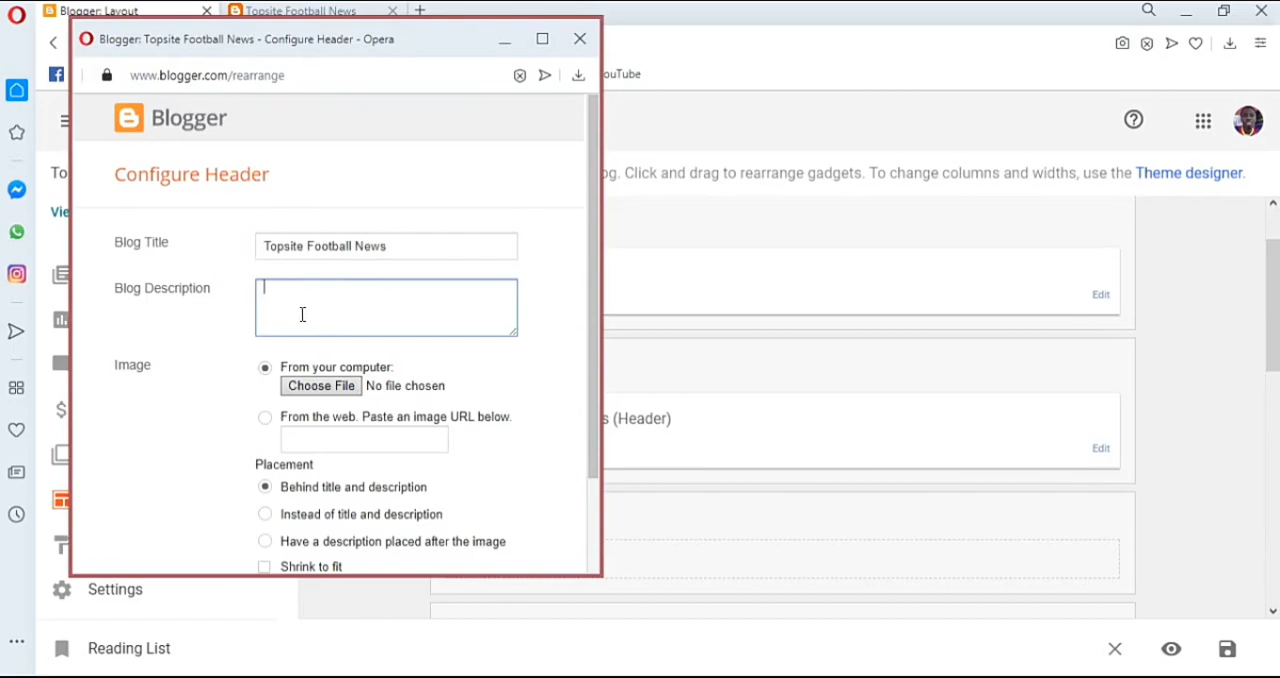 Blogger: Layout
Topsite Football News
Blogger: Topsite Football News - Configure Header - Opera
www.blogger.com/rearrange
ouTube
Blogger
To
og. Click and drag to rearrange gadgets. To change columns and widths, use the Theme designer.
Configure Header
Vie
Blog Title
Topsite Football News
Blog Description
Edit
Image
From your computer:
Choose File No file chosen
From the web. Paste an image URL below.
s (Header)
Edit
Placement
Behind title and description
Instead of title and description
Have a description placed after the image
Shrink to fit
Settings
Reading List